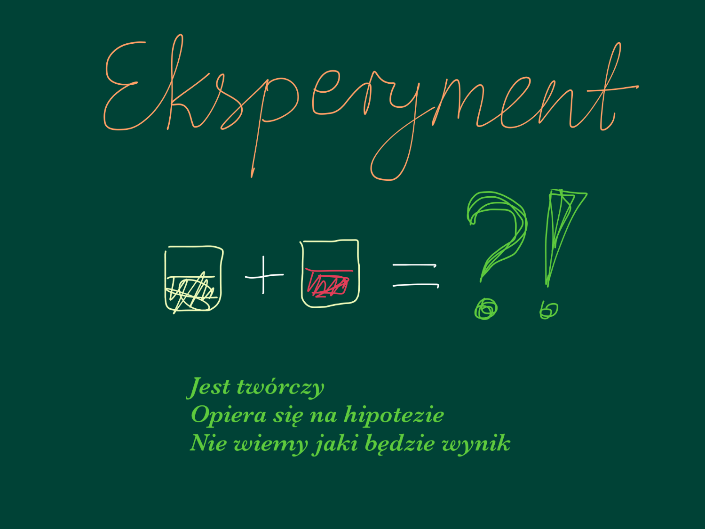 Eksperyment
+ = ?!
Jest twórczy
Opiera się na hipotezie
Nie wiemy jaki będzie wynik